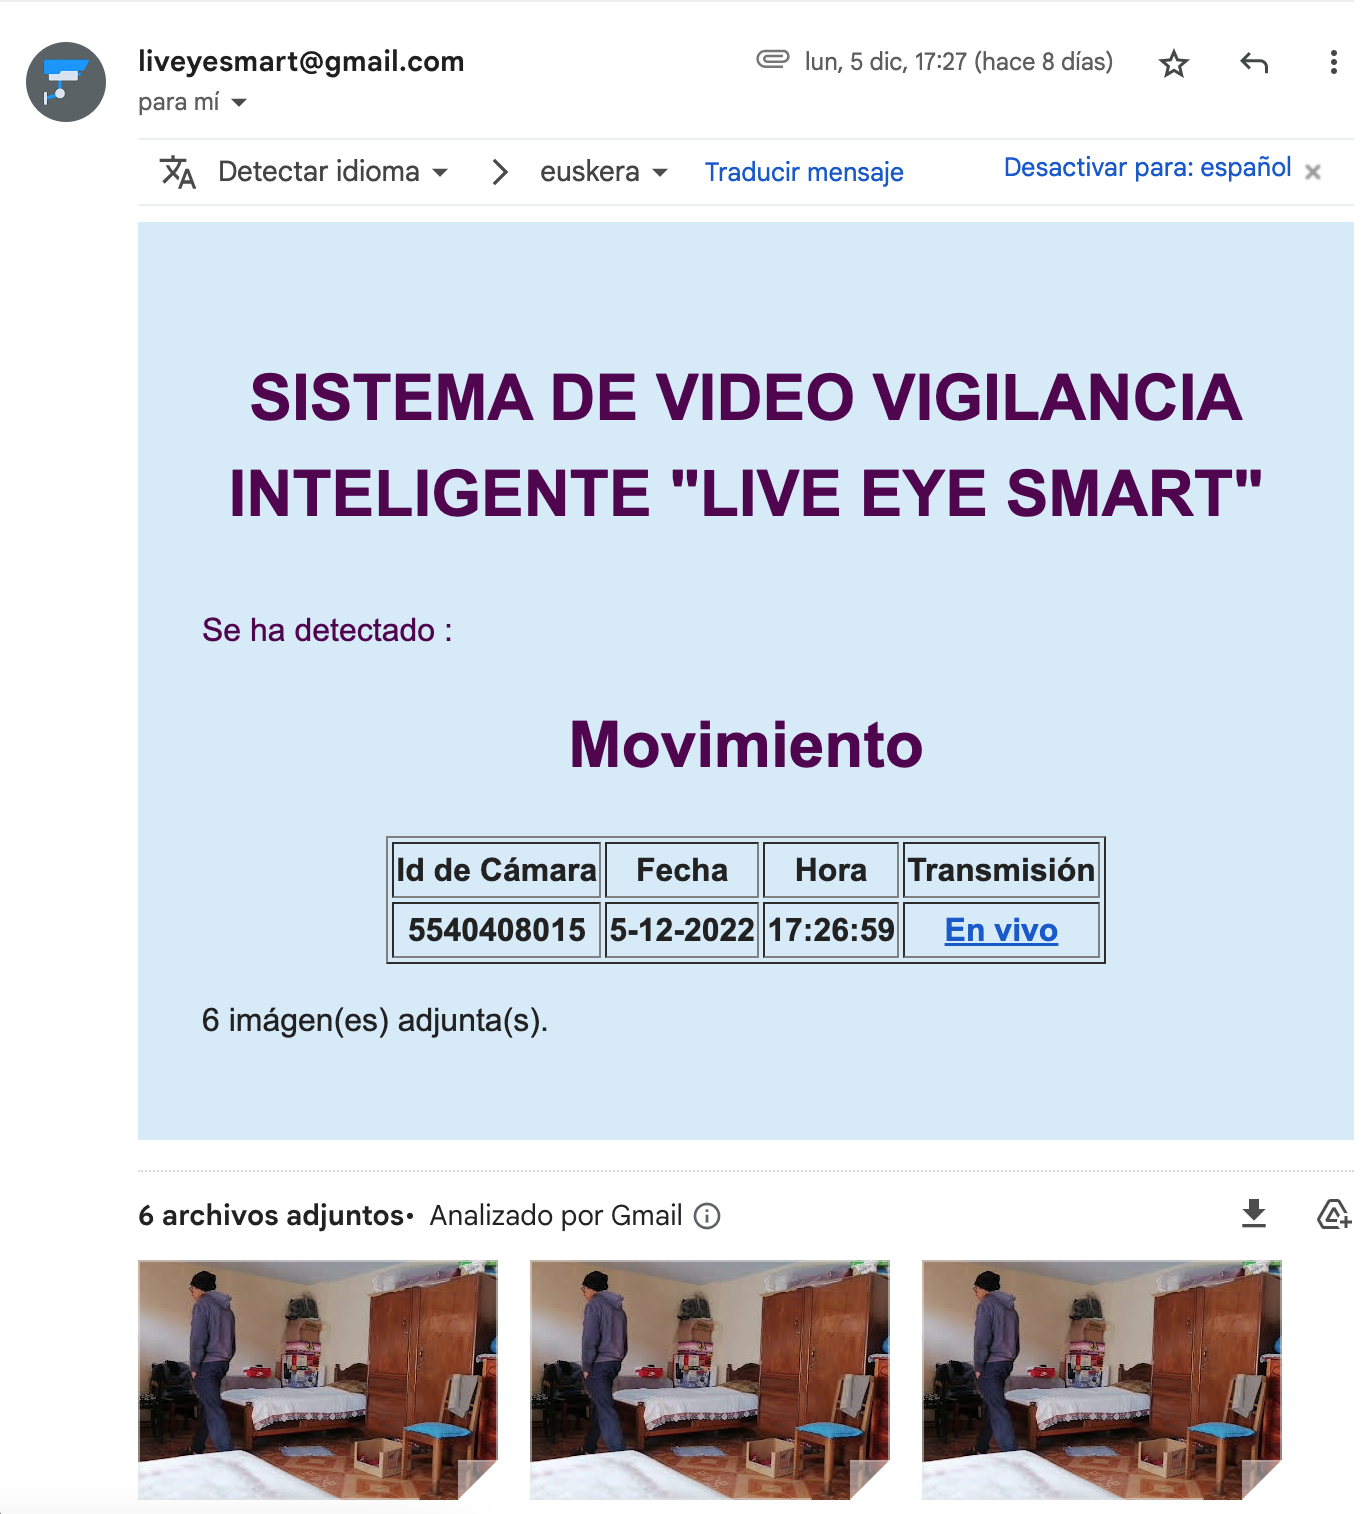 liveyesmart@gmail.com
lun, 5 dic, 17:27 (hace 8 días)
para mí
Detectar idioma
euskera
Traducir mensaje
Desactivar para: español
SISTEMA DE VIDEO VIGILANCIA
INTELIGENTE "LIVE EYE SMART"
Se ha detectado :
Movimiento
Id de Cámara Fecha Hora Transmisión
5540408015 5-12-2022 17:26:59 En vivo
6 imágen(es) adjunta(s).
6 archivos adjuntos• Analizado por Gmail